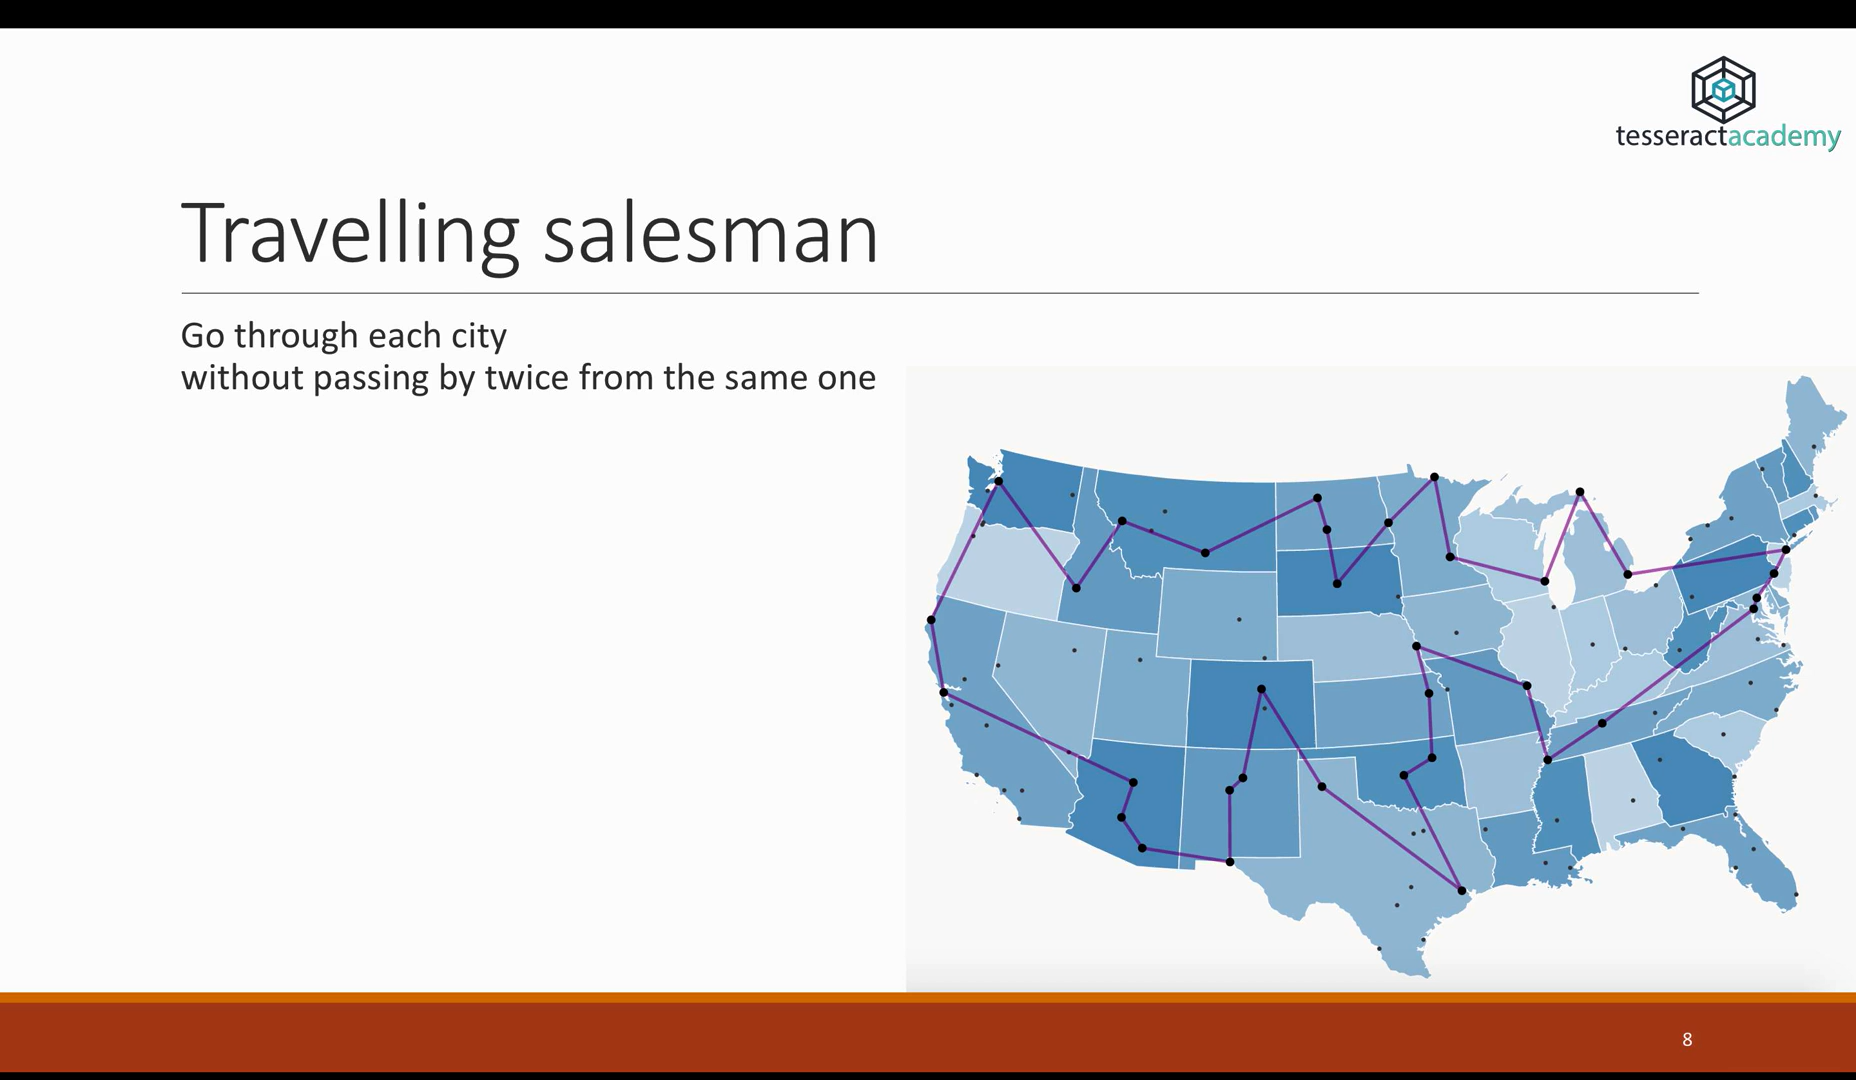 tesseractacademy
Travelling salesman
Go through each city
without passing by twice from the same one
8